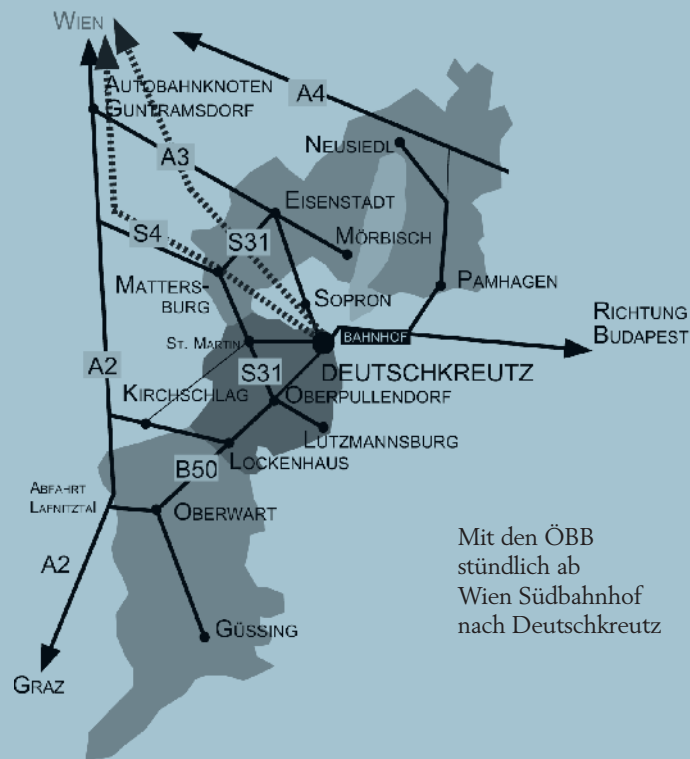 WIEN
AUTOBAHNKNOTEN
GUNTRAMSDORF
A4
NEUSIEDL
A3
EISENSTADT
S4
S31
MÖRBISCH
MATTERS-
BURG
PAMHAGEN
SOPRON
RICHTUNG
BUDAPEST
ST. MARTIN
BAHNHOF
A2
S31
DEUTSCHKREUTZ
KIRCHSCHLAG
OBERPULLENDORF
LUTZMANNSBURG
LOCKENHAUS
B50
ABFAHRT
LAFNITZTAL
OBERWART
A2
Mit den ÖBB
stündlich ab
Wien Südbahnhof
nach Deutschkreutz
GÜSSING
GRAZ